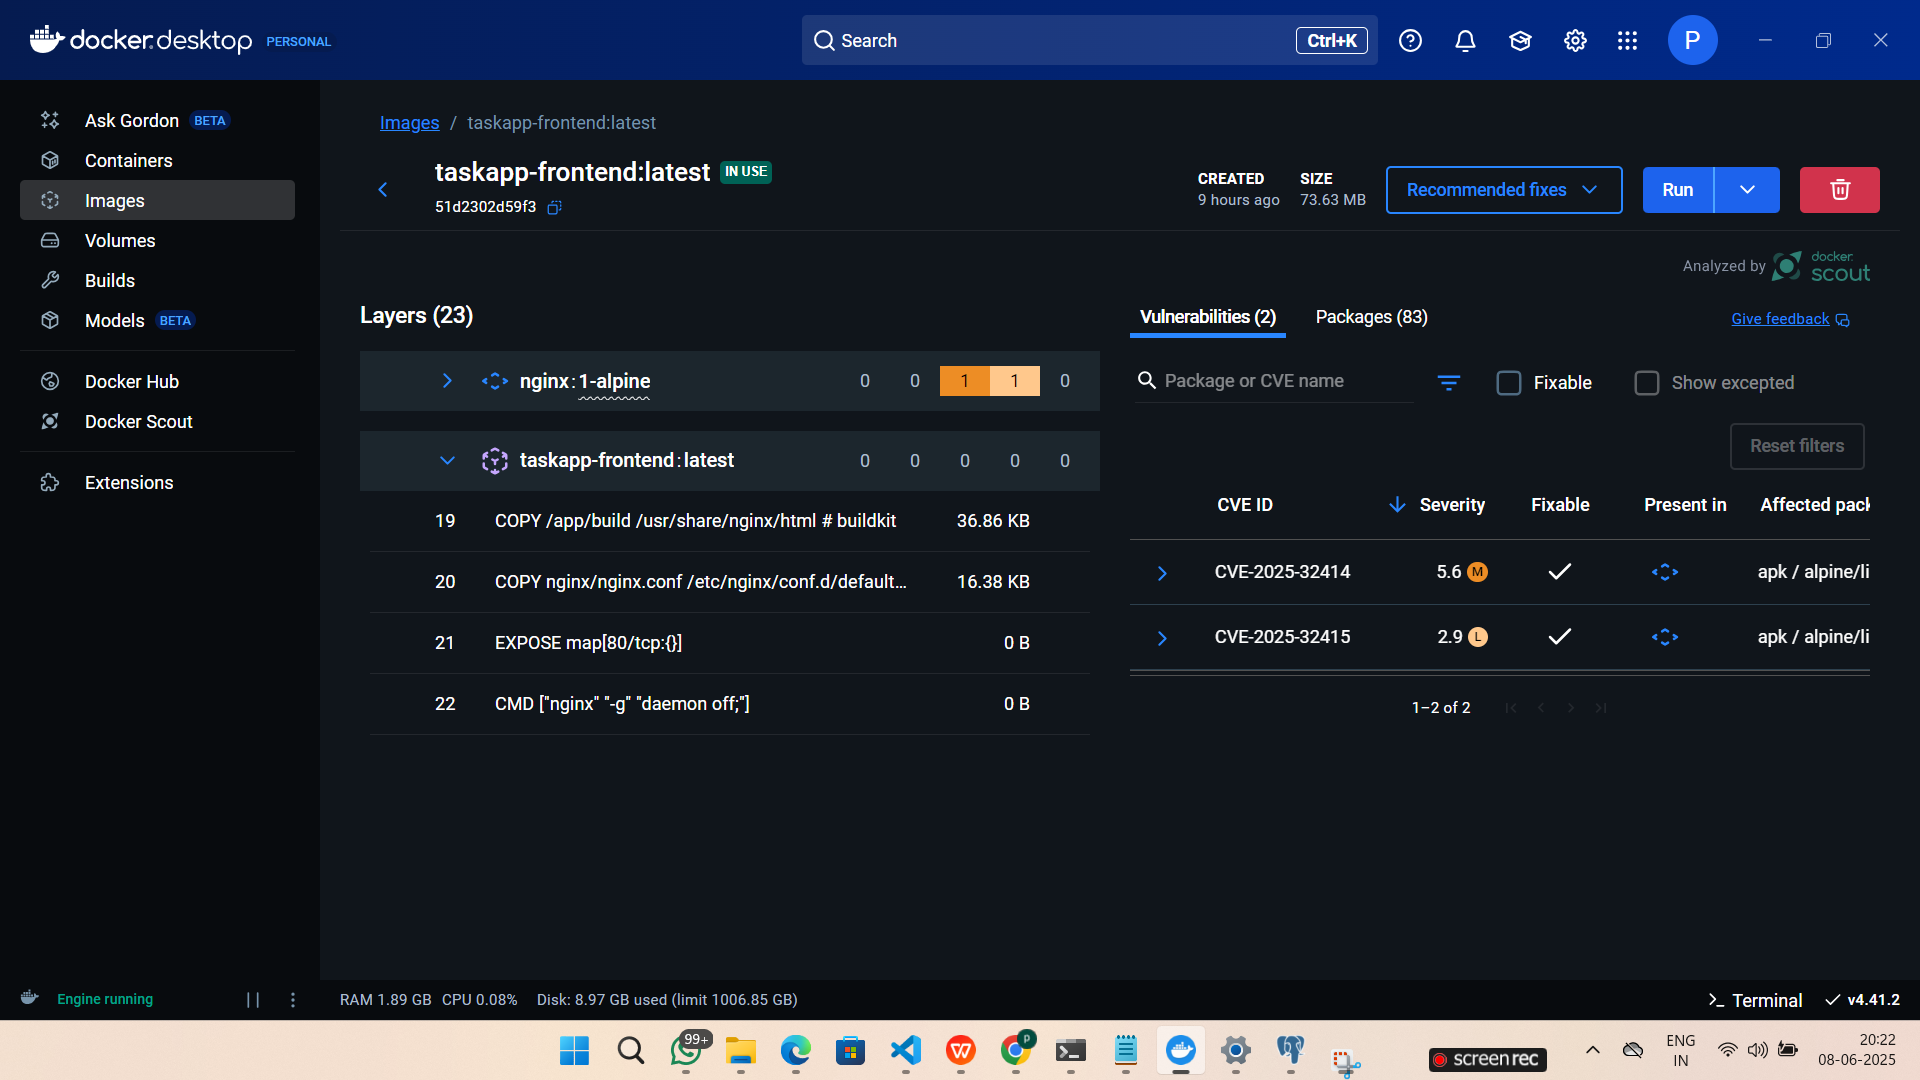 docker.desktop PERSONAL
Search
Ctrl+K
P
Ask Gordon BETA
Containers
Images
Volumes
Builds
Models BETA
Docker Hub
Docker Scout
Extensions
Images / taskapp-frontend:latest
taskapp-frontend:latest IN USE
51d2302d59f3
CREATED
9 hours ago
SIZE
73.63 MB
Recommended fixes
Run
Analyzed by docker scout
Layers (23)
nginx:1-alpine 0 0 1 1 0
taskapp-frontend:latest 0 0 0 0 0
19 COPY /app/build /usr/share/nginx/html # buildkit 36.86 KB
20 COPY nginx/nginx.conf /etc/nginx/conf.d/default... 16.38 KB
21 EXPOSE map[80/tcp:{}] 0 B
22 CMD ["nginx" "-g" "daemon off;"] 0 B
Vulnerabilities (2) Packages (83)
Give feedback
Package or CVE name
Fixable
Show excepted
Reset filters
CVE ID Severity Fixable Present in Affected pack
CVE-2025-32414 5.6 M apk / alpine/li
CVE-2025-32415 2.9 L apk / alpine/li
1–2 of 2
Engine running
RAM 1.89 GB CPU 0.08% Disk: 8.97 GB used (limit 1006.85 GB)
Terminal v4.41.2
99+
p
screenrec
ENG
IN
20:22
08-06-2025